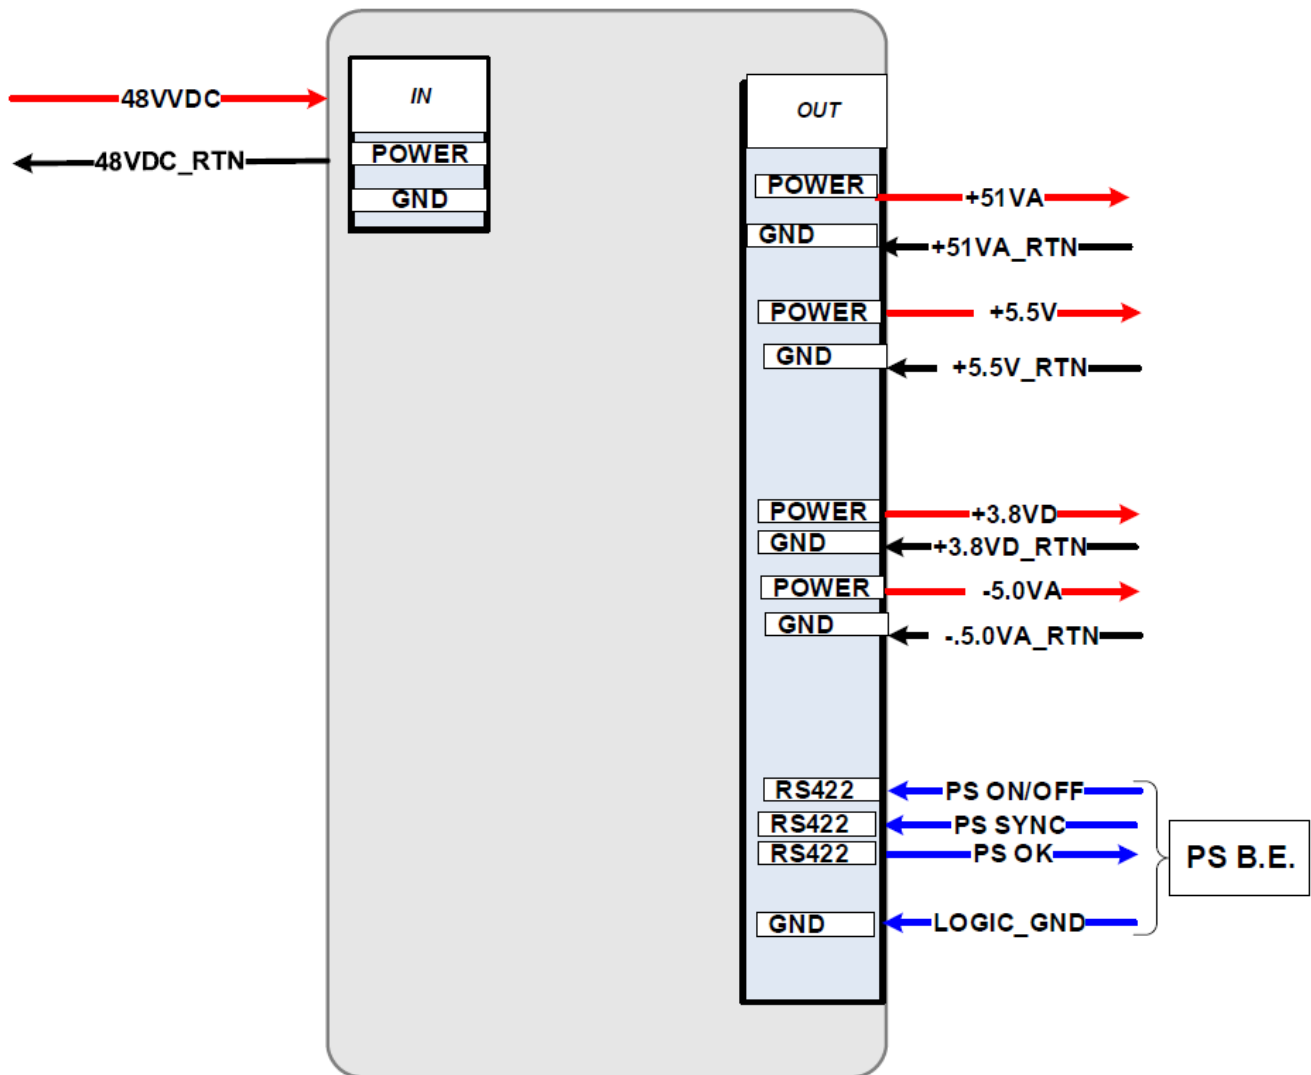 48VVDC
48VDC_RTN
IN
POWER
GND
OUT
POWER
+51VA
GND
+51VA_RTN
POWER
+5.5V
GND
+5.5V_RTN
POWER
+3.8VD
GND
+3.8VD_RTN
POWER
-5.0VA
GND
-.5.0VA_RTN
RS422
PS ON/OFF
RS422
PS SYNC
RS422
PS OK
GND
LOGIC_GND
PS B.E.